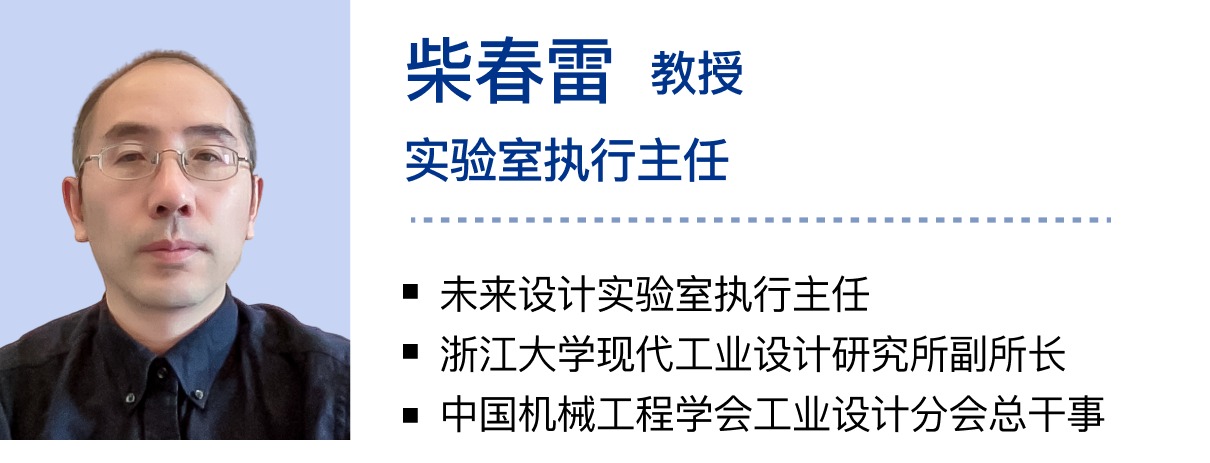 柴春雷 教授
实验室执行主任
未来设计实验室执行主任
浙江大学现代工业设计研究所副所长
中国机械工程学会工业设计分会总干事